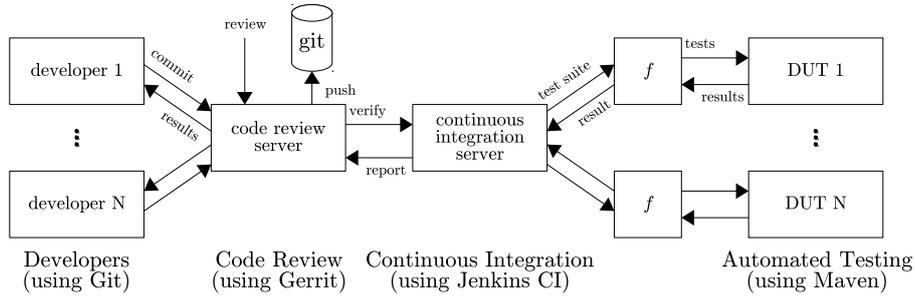 review
git
developer 1
commit
results
push
code review
server
verify
report
continuous
integration
server
test suite
result
f
tests
results
DUT 1
developer N
f
DUT N
Developers
(using Git)
Code Review
(using Gerrit)
Continuous Integration
(using Jenkins CI)
Automated Testing
(using Maven)